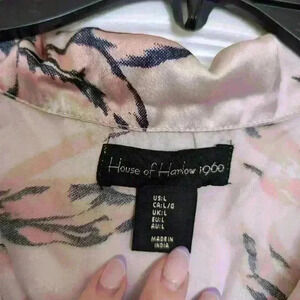 House of Harlow 1960
US:L
CA:L/G
UK:L
EU:L
AU:L
MADE IN
INDIA